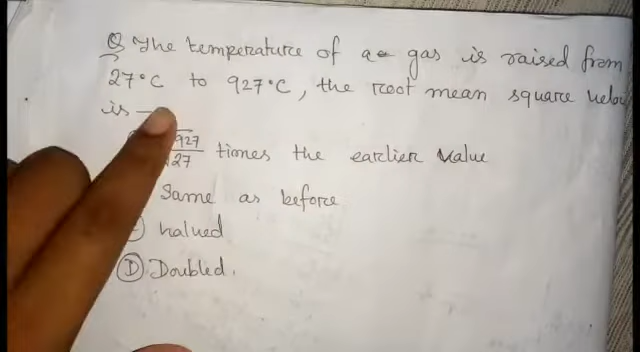 Q The temperature of a gas is raised from
27°C to 927°C, the root mean square
is —
√927/27 times the earlier value
Same as before
halued
(D) Doubled.